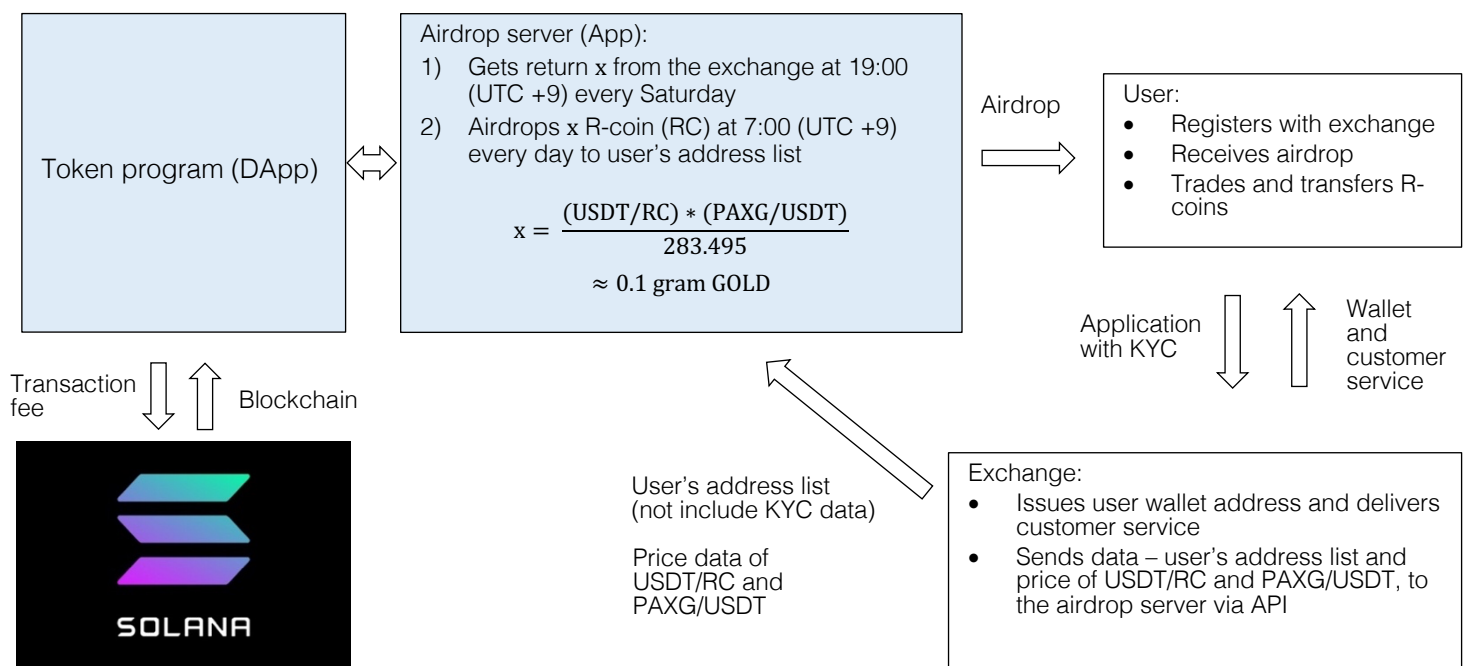 Token program (DApp)
Airdrop server (App):
1) Gets return x from the exchange at 19:00
(UTC +9) every Saturday
2) Airdrops x R-coin (RC) at 7:00 (UTC +9)
every day to user's address list
x = (USDT/RC) * (PAXG/USDT)
283.495
≈ 0.1 gram GOLD
Airdrop
User:
• Registers with exchange
• Receives airdrop
• Trades and transfers R-
coins
Application
with KYC
Wallet
and
customer
service
Transaction
fee
Blockchain
SOLANA
User's address list
(not include KYC data)
Price data of
USDT/RC and
PAXG/USDT
Exchange:
• Issues user wallet address and delivers
customer service
• Sends data – user's address list and
price of USDT/RC and PAXG/USDT, to
the airdrop server via API